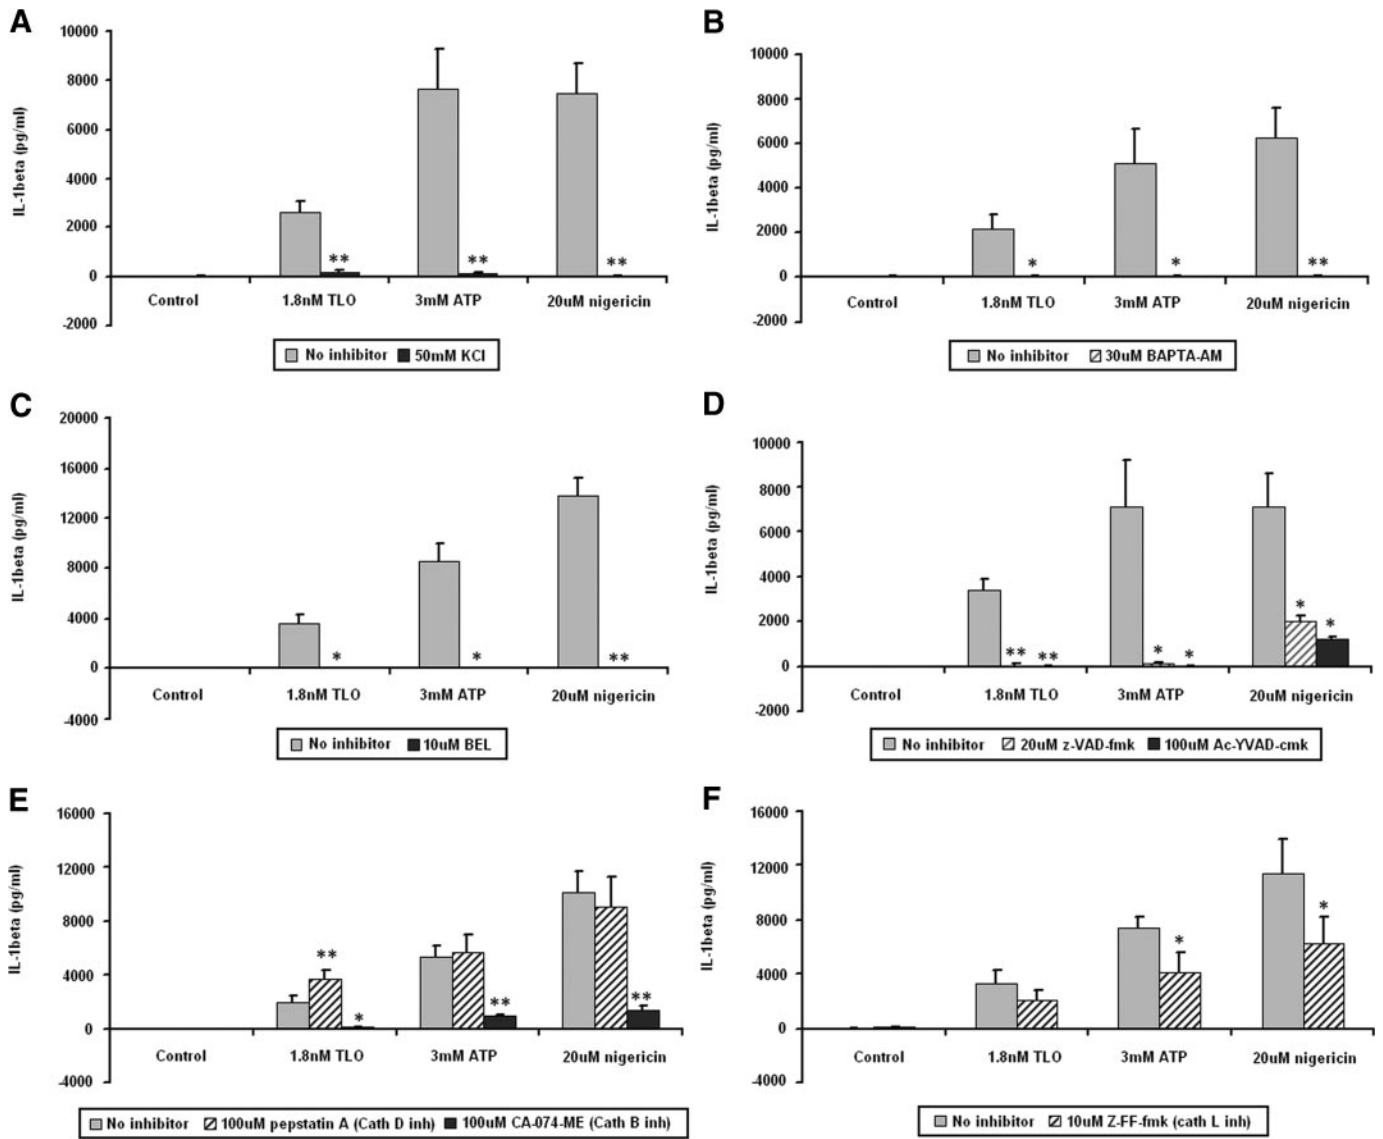 A
IL-1beta (pg/ml)
10000
8000
6000
4000
2000
0
-2000
** ** **
Control 1.8nM TLO 3mM ATP 20uM nigericin
No inhibitor 50mM KCl
B
IL-1beta (pg/ml)
10000
8000
6000
4000
2000
0
-2000
* * **
Control 1.8nM TLO 3mM ATP 20uM nigericin
No inhibitor 30uM BAPTA-AM
C
IL-1beta (pg/ml)
20000
16000
12000
8000
4000
0
-4000
* * **
Control 1.8nM TLO 3mM ATP 20uM nigericin
No inhibitor 10uM BEL
D
IL-1beta (pg/ml)
10000
8000
6000
4000
2000
0
-2000
** ** * * * *
Control 1.8nM TLO 3mM ATP 20uM nigericin
No inhibitor 20uM z-VAD-fmk 100uM Ac-YVAD-cmk
E
IL-1beta (pg/ml)
16000
12000
8000
4000
0
-4000
** * ** **
Control 1.8nM TLO 3mM ATP 20uM nigericin
No inhibitor 100uM pepstatin A (Cath D inh) 100uM CA-074-ME (Cath B inh)
F
IL-1beta (pg/ml)
16000
12000
8000
4000
0
-4000
* *
Control 1.8nM TLO 3mM ATP 20uM nigericin
No inhibitor 10uM Z-FF-fmk (cath L inh)